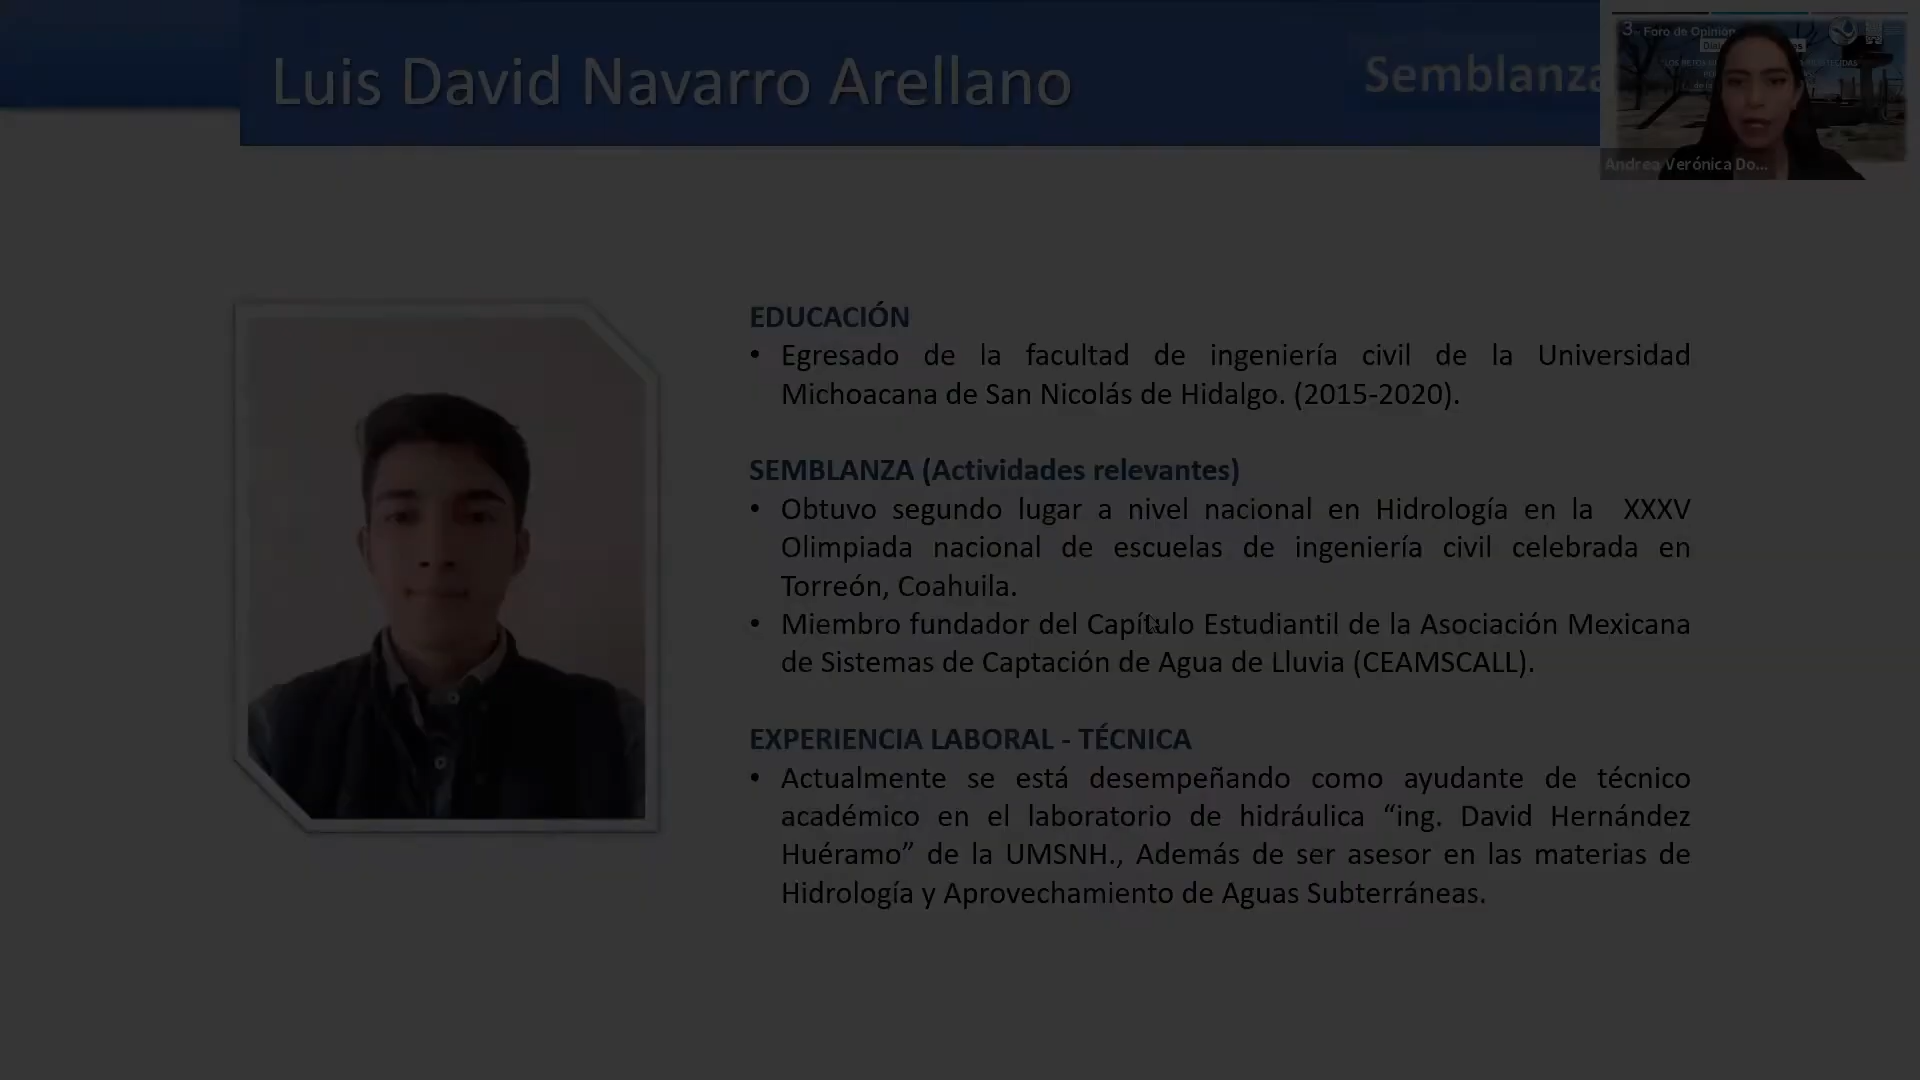 Luis David Navarro Arellano
Semblanza
3er Foro de Opinión
Andrea Verónica Do...
EDUCACIÓN
• Egresado de la facultad de ingeniería civil de la Universidad
Michoacana de San Nicolás de Hidalgo. (2015-2020).
SEMBLANZA (Actividades relevantes)
• Obtuvo segundo lugar a nivel nacional en Hidrología en la XXXV
Olimpiada nacional de escuelas de ingeniería civil celebrada en
Torreón, Coahuila.
• Miembro fundador del Capítulo Estudiantil de la Asociación Mexicana
de Sistemas de Captación de Agua de Lluvia (CEAMSCALL).
EXPERIENCIA LABORAL - TÉCNICA
• Actualmente se está desempeñando como ayudante de técnico
académico en el laboratorio de hidráulica “ing. David Hernández
Huéramo” de la UMSNH., Además de ser asesor en las materias de
Hidrología y Aprovechamiento de Aguas Subterráneas.